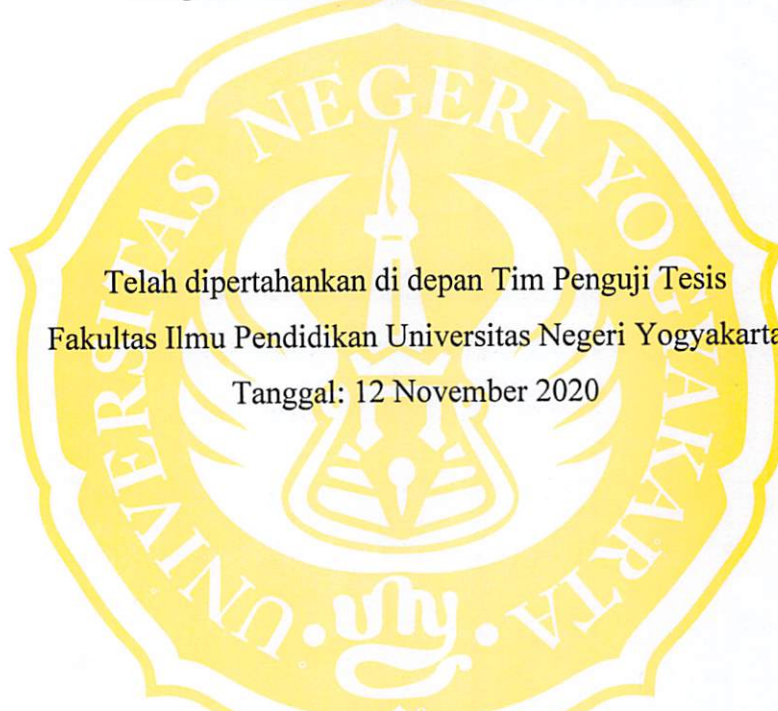 UNIVERSITAS NEGERI YOGYAKARTA
Telah dipertahankan di depan Tim Penguji Tesis
Fakultas Ilmu Pendidikan Universitas Negeri Yogyakarta
Tanggal: 12 November 2020
uny